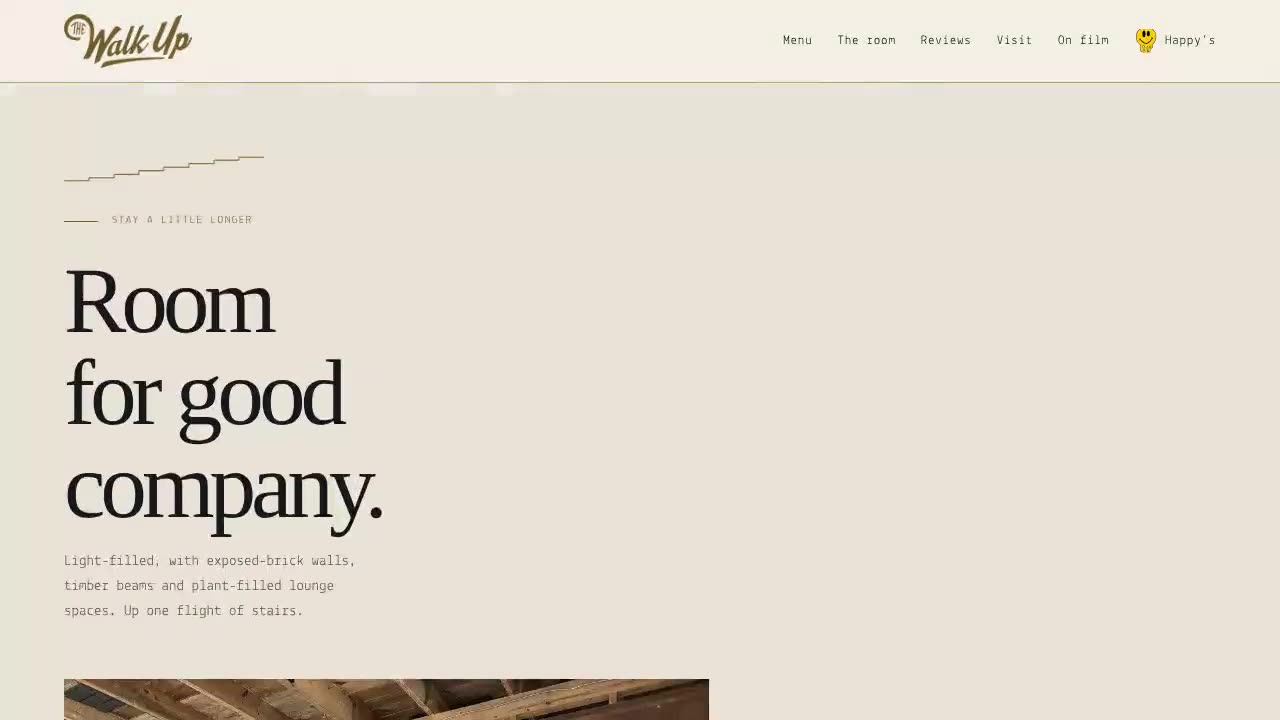 THE
Walk Up
Menu
The room
Reviews
Visit
On film
Happy's
STAY A LITTLE LONGER
Room
for good
company.
Light-filled, with exposed-brick walls,
timber beams and plant-filled lounge
spaces. Up one flight of stairs.